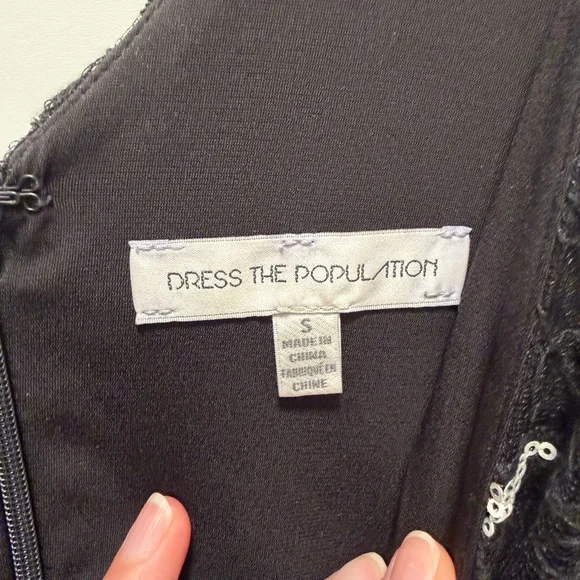 DRESS THE POPULATION
S
MADE IN
CHINA
FABRIQUÉ EN
CHINE